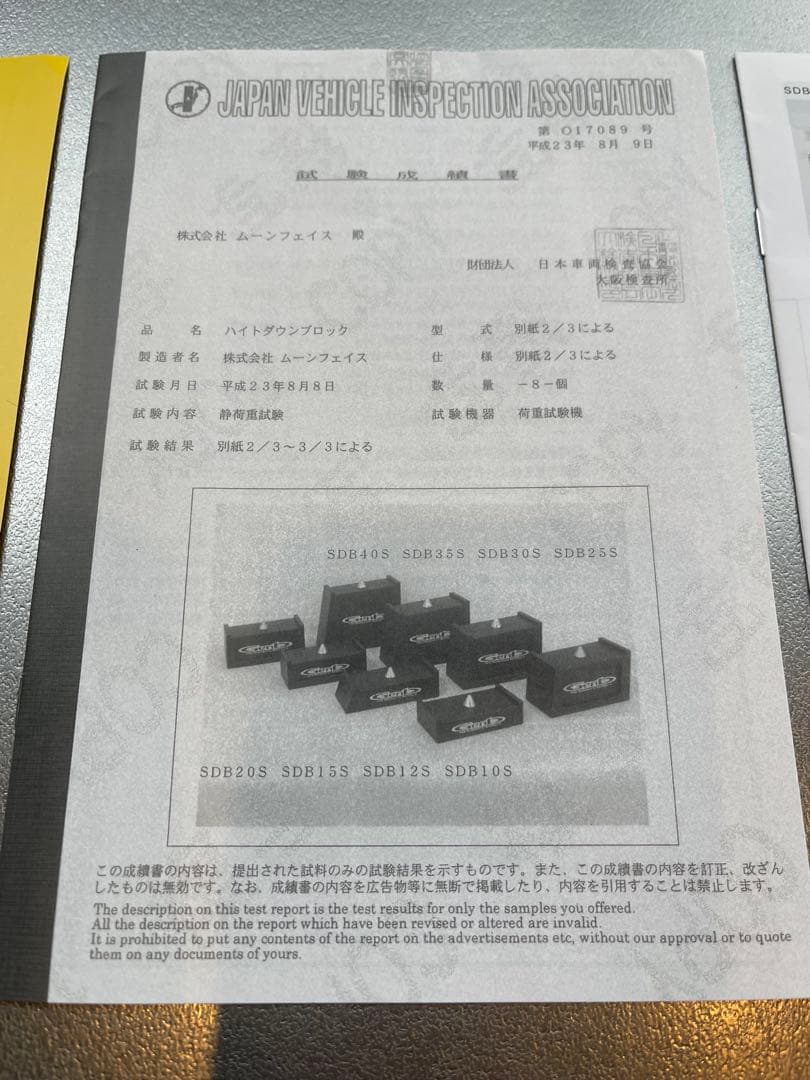 JAPAN VEHICLE INSPECTION ASSOCIATION
第 O17089 号
平成23年 8月 9日
試験成績書
株式会社 ムーンフェイス 殿
財団法人 日本車両検査協会
大阪検査所
品名 ハイトダウンブロック 型式 別紙2/3による
製造者名 株式会社 ムーンフェイス 仕様 別紙2/3による
試験月日 平成23年8月8日 数量 -8-個
試験内容 静荷重試験 試験機器 荷重試験機
試験結果 別紙2/3~3/3による
SDB40S SDB35S SDB30S SDB25S
SDB20S SDB15S SDB12S SDB10S
この成績書の内容は、提出された試料のみの試験結果を示すものです。また、この成績書の内容を訂正、改ざん
したものは無効です。なお、成績書の内容を広告物等に無断で掲載したり、内容を引用することは禁止します。
The description on this test report is the test results for only the samples you offered.
All the description on the report which have been revised or altered are invalid.
It is prohibited to put any contents of the report on the advertisements etc, without our approval or to quote
them on any documents of yours.
SDB